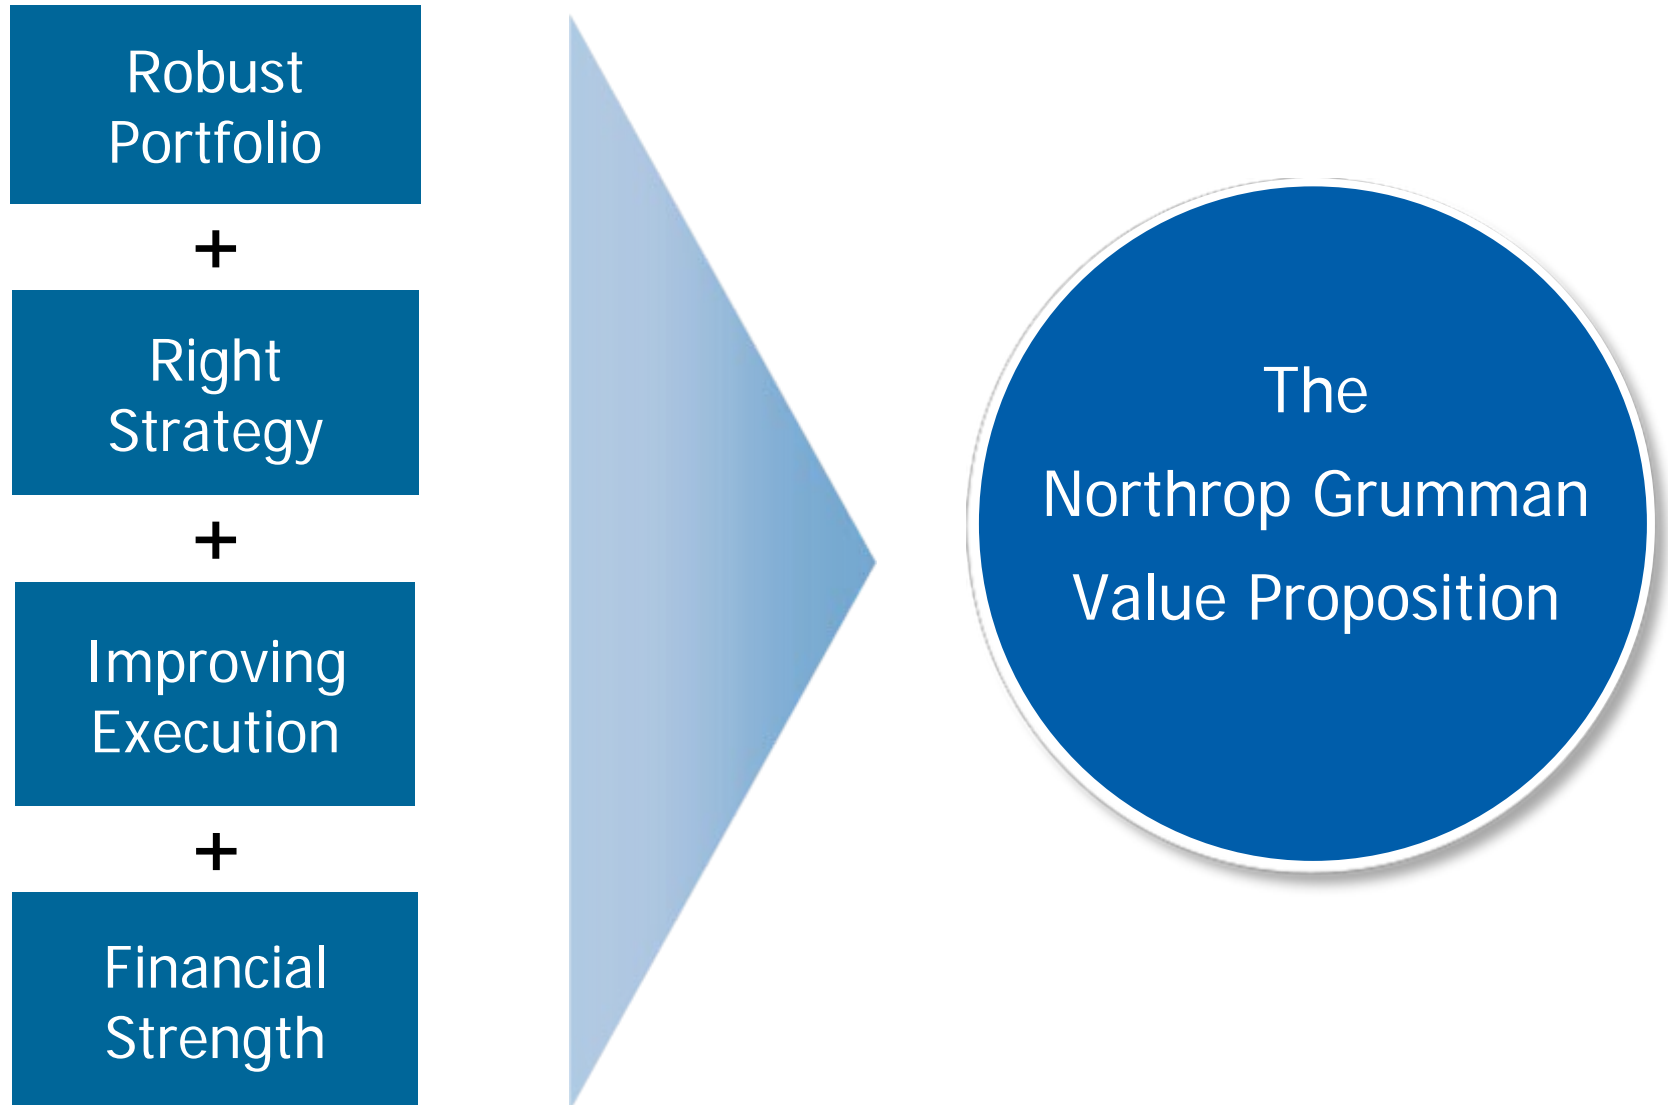 Robust
Portfolio
+
Right
Strategy
+
Improving
Execution
+
Financial
Strength
The
Northrop Grumman
Value Proposition